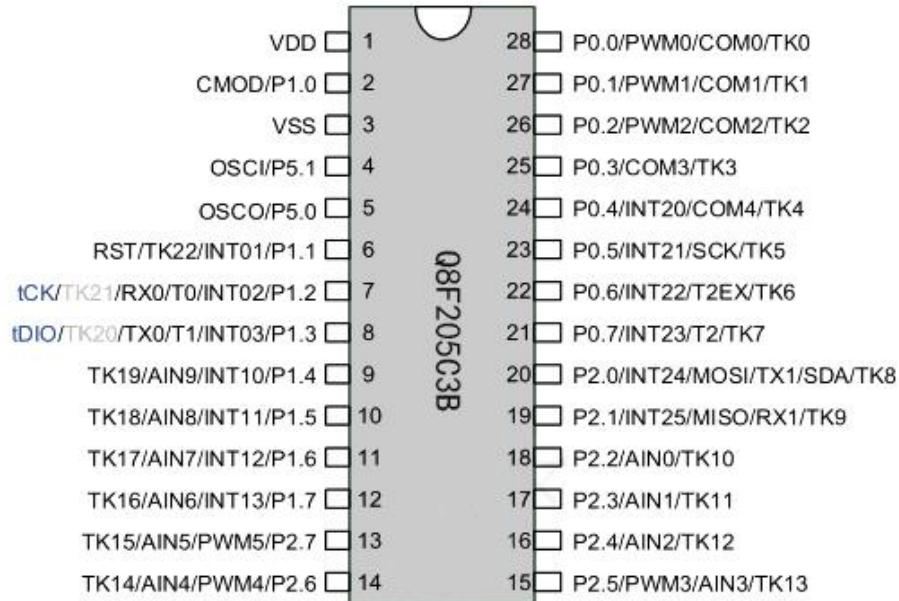 VDD 1 28 P0.0/PWM0/COM0/TK0
CMOD/P1.0 2 27 P0.1/PWM1/COM1/TK1
VSS 3 26 P0.2/PWM2/COM2/TK2
OSCI/P5.1 4 25 P0.3/COM3/TK3
OSCO/P5.0 5 24 P0.4/INT20/COM4/TK4
RST/TK22/INT01/P1.1 6 23 P0.5/INT21/SCK/TK5
tCK/TK21/RX0/T0/INT02/P1.2 7 22 P0.6/INT22/T2EX/TK6
tDIO/TK20/TX0/T1/INT03/P1.3 8 21 P0.7/INT23/T2/TK7
TK19/AIN9/INT10/P1.4 9 20 P2.0/INT24/MOSI/TX1/SDA/TK8
TK18/AIN8/INT11/P1.5 10 19 P2.1/INT25/MISO/RX1/TK9
TK17/AIN7/INT12/P1.6 11 18 P2.2/AIN0/TK10
TK16/AIN6/INT13/P1.7 12 17 P2.3/AIN1/TK11
TK15/AIN5/PWM5/P2.7 13 16 P2.4/AIN2/TK12
TK14/AIN4/PWM4/P2.6 14 15 P2.5/PWM3/AIN3/TK13
Q8F205C3B